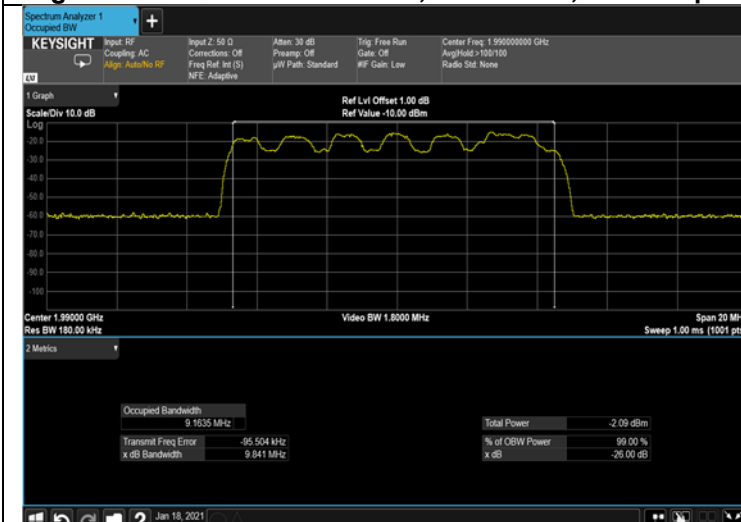 Spectrum Analyzer 1
Occupied BW
+
KEYSIGHT
Input: RF
Coupling: AC
Align: Auto/No RF
Input Z: 50 Ω
Corrections: Off
Freq Ref: Int (S)
NFE: Adaptive
Atten: 30 dB
Preamp: Off
µW Path: Standard
Trig: Free Run
Gate: Off
#IF Gain: Low
Center Freq: 1.990000000 GHz
Avg|Hold:>100/100
Radio Std: None
1 Graph
Scale/Div 10.0 dB
Ref Lvl Offset 1.00 dB
Ref Value -10.00 dBm
Log
-20.0
-30.0
-40.0
-50.0
-60.0
-70.0
-80.0
-90.0
-100
Center 1.99000 GHz
Res BW 180.00 kHz
Video BW 1.8000 MHz
Span 20 MH
Sweep 1.00 ms (1001 pts
2 Metrics
Occupied Bandwidth
9.1635 MHz
Transmit Freq Error -95.504 kHz
x dB Bandwidth 9.841 MHz
Total Power -2.09 dBm
% of OBW Power 99.00 %
x dB -26.00 dB
?
Jan 18, 2021